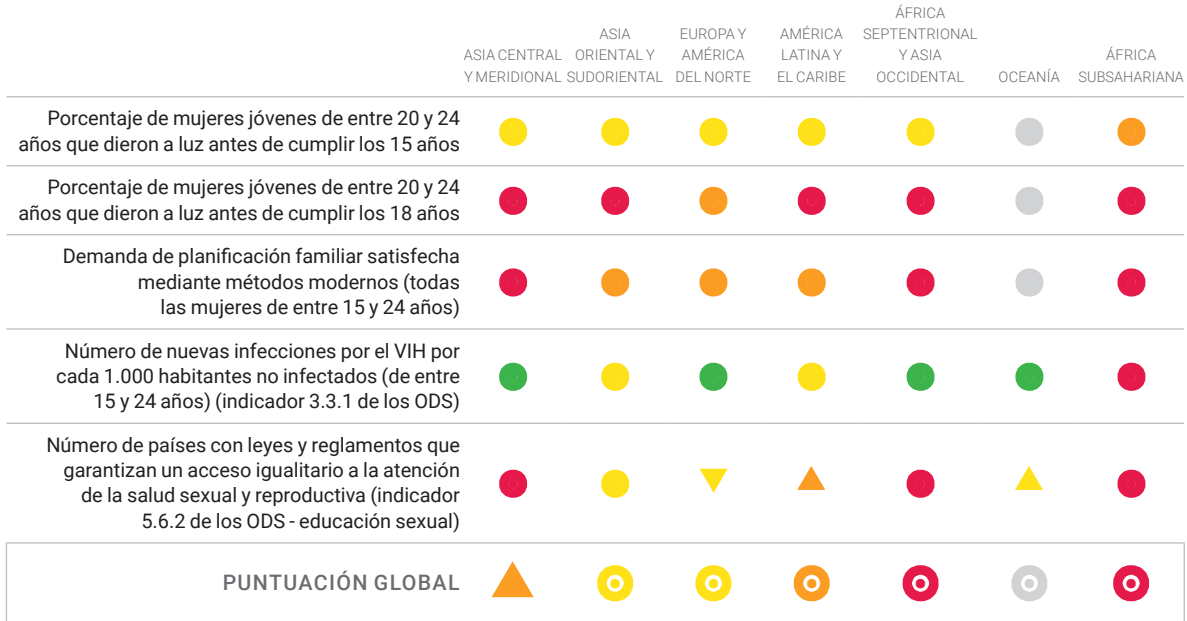 ASIA CENTRAL
Y MERIDIONAL
ASIA
ORIENTAL Y
SUDORIENTAL
EUROPA Y
AMÉRICA
DEL NORTE
AMÉRICA
LATINA Y
EL CARIBE
ÁFRICA
SEPTENTRIONAL
Y ASIA
OCCIDENTAL
OCEANÍA
ÁFRICA
SUBSAHARIANA
Porcentaje de mujeres jóvenes de entre 20 y 24
años que dieron a luz antes de cumplir los 15 años
Porcentaje de mujeres jóvenes de entre 20 y 24
años que dieron a luz antes de cumplir los 18 años
Demanda de planificación familiar satisfecha
mediante métodos modernos (todas
las mujeres de entre 15 y 24 años)
Número de nuevas infecciones por el VIH por
cada 1.000 habitantes no infectados (de entre
15 y 24 años) (indicador 3.3.1 de los ODS)
Número de países con leyes y reglamentos que
garantizan un acceso igualitario a la atención
de la salud sexual y reproductiva (indicador
5.6.2 de los ODS - educación sexual)
PUNTUACIÓN GLOBAL